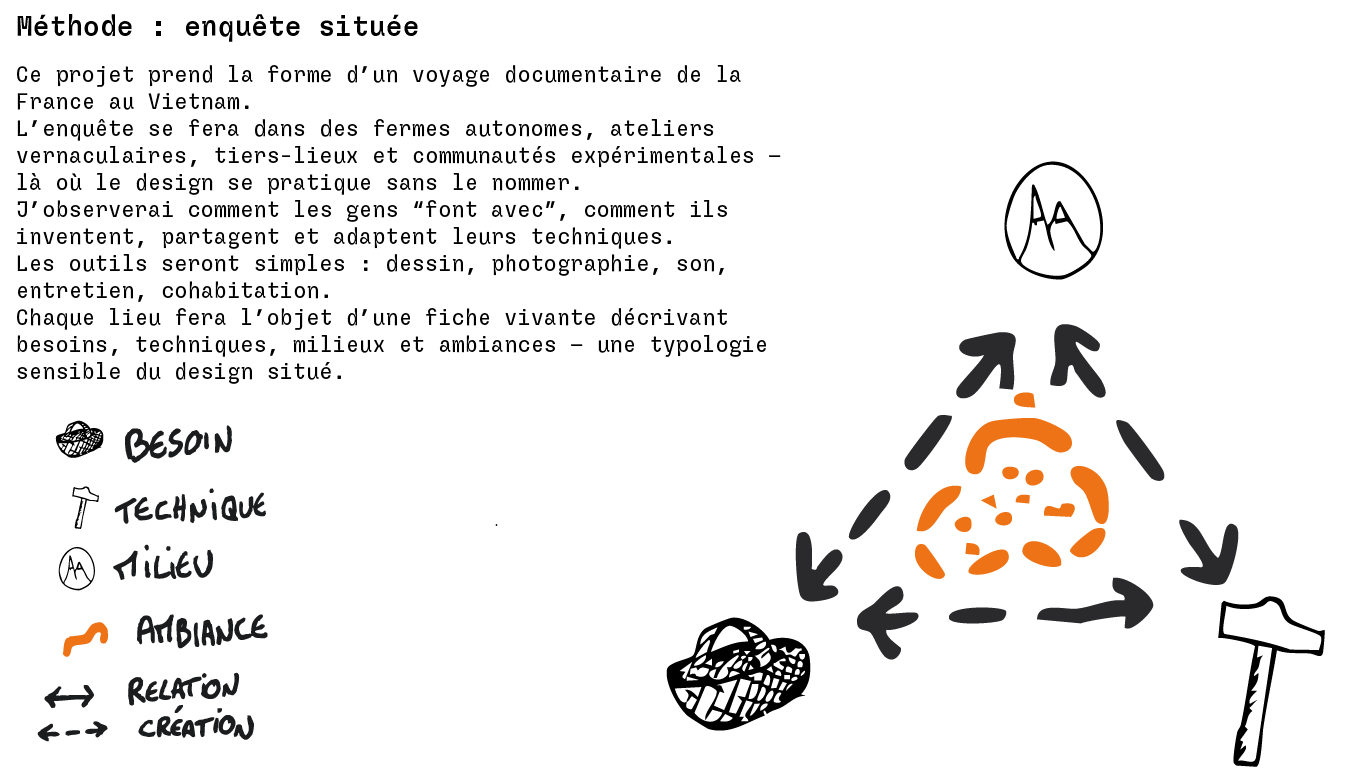 Méthode : enquête située
Ce projet prend la forme d’un voyage documentaire de la
France au Vietnam.
L’enquête se fera dans des fermes autonomes, ateliers
vernaculaires, tiers-lieux et communautés expérimentales —
là où le design se pratique sans le nommer.
J’observerai comment les gens “font avec”, comment ils
inventent, partagent et adaptent leurs techniques.
Les outils seront simples : dessin, photographie, son,
entretien, cohabitation.
Chaque lieu fera l’objet d’une fiche vivante décrivant
besoins, techniques, milieux et ambiances — une typologie
sensible du design situé.
BESOIN
TECHNIQUE
MILIEU
AMBIANCE
RELATION
CRÉATION